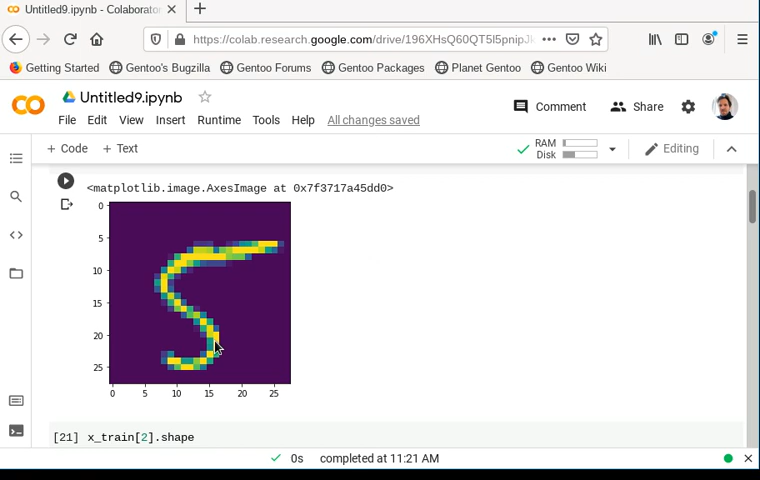 Untitled9.ipynb - Colaborator
https://colab.research.google.com/drive/196XHsQ60QT5l5pnipJ
Getting Started
Gentoo's Bugzilla
Gentoo Forums
Gentoo Packages
Planet Gentoo
Gentoo Wiki
Untitled9.ipynb
Comment
Share
File Edit View Insert Runtime Tools Help All changes saved
+ Code + Text
RAM
Disk
Editing
<matplotlib.image.AxesImage at 0x7f3717a45dd0>
0
5
10
15
20
25
0 5 10 15 20 25
[21] x_train[2].shape
0s completed at 11:21 AM